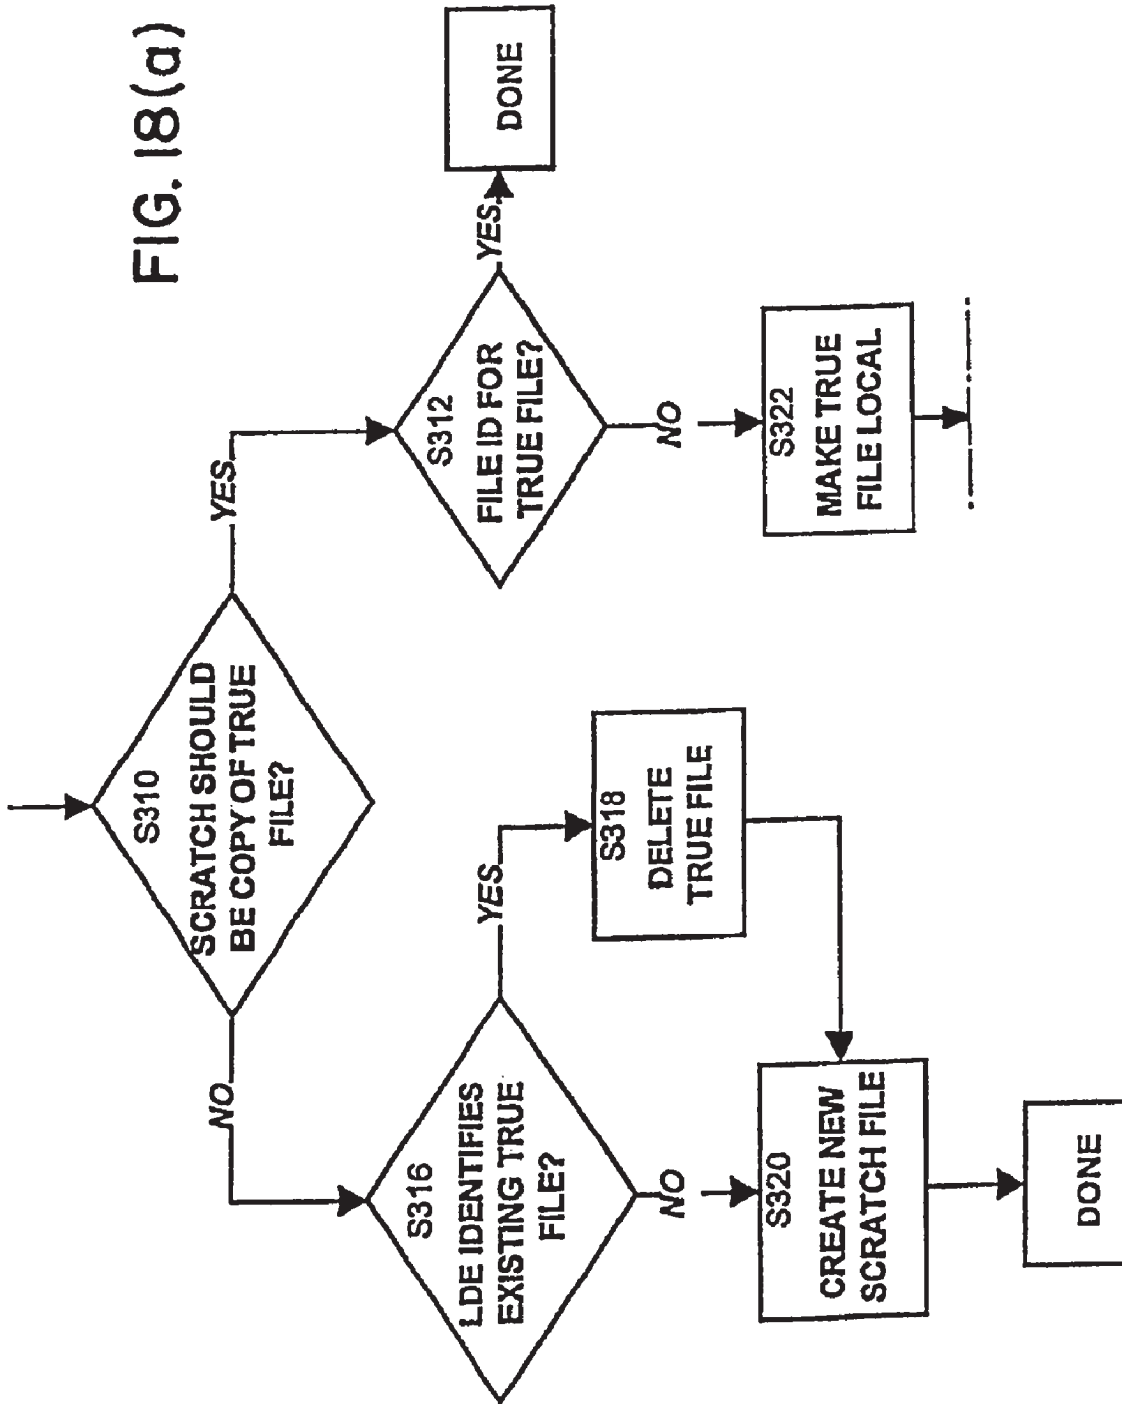 FIG. 18(a)
S310
SCRATCH SHOULD
BE COPY OF TRUE
FILE?
NO
YES
S316
LDE IDENTIFIES
EXISTING TRUE
FILE?
YES
NO
S318
DELETE
TRUE FILE
S320
CREATE NEW
SCRATCH FILE
DONE
S312
FILE ID FOR
TRUE FILE?
YES
DONE
NO
S322
MAKE TRUE
FILE LOCAL